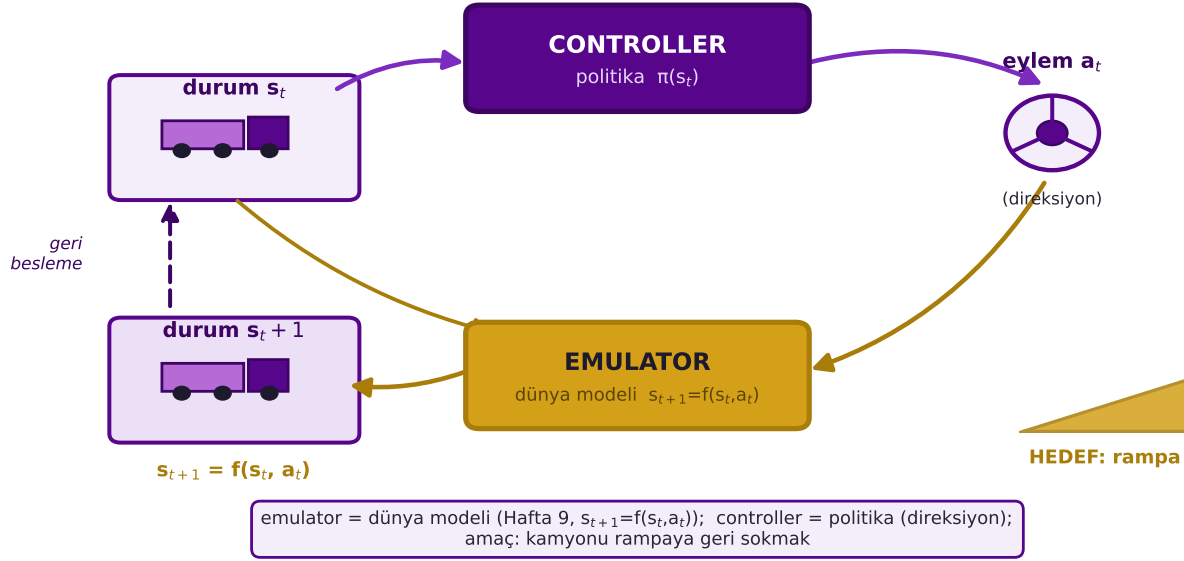 CONTROLLER
politika π(sₜ)
eylem aₜ
durum sₜ
(direksiyon)
geri
besleme
durum sₜ + 1
EMULATOR
dünya modeli sₜ₊₁=f(sₜ,aₜ)
HEDEF: rampa
sₜ₊₁ = f(sₜ, aₜ)
emulator = dünya modeli (Hafta 9, sₜ₊₁=f(sₜ,aₜ)); controller = politika (direksiyon);
amaç: kamyonu rampaya geri sokmak